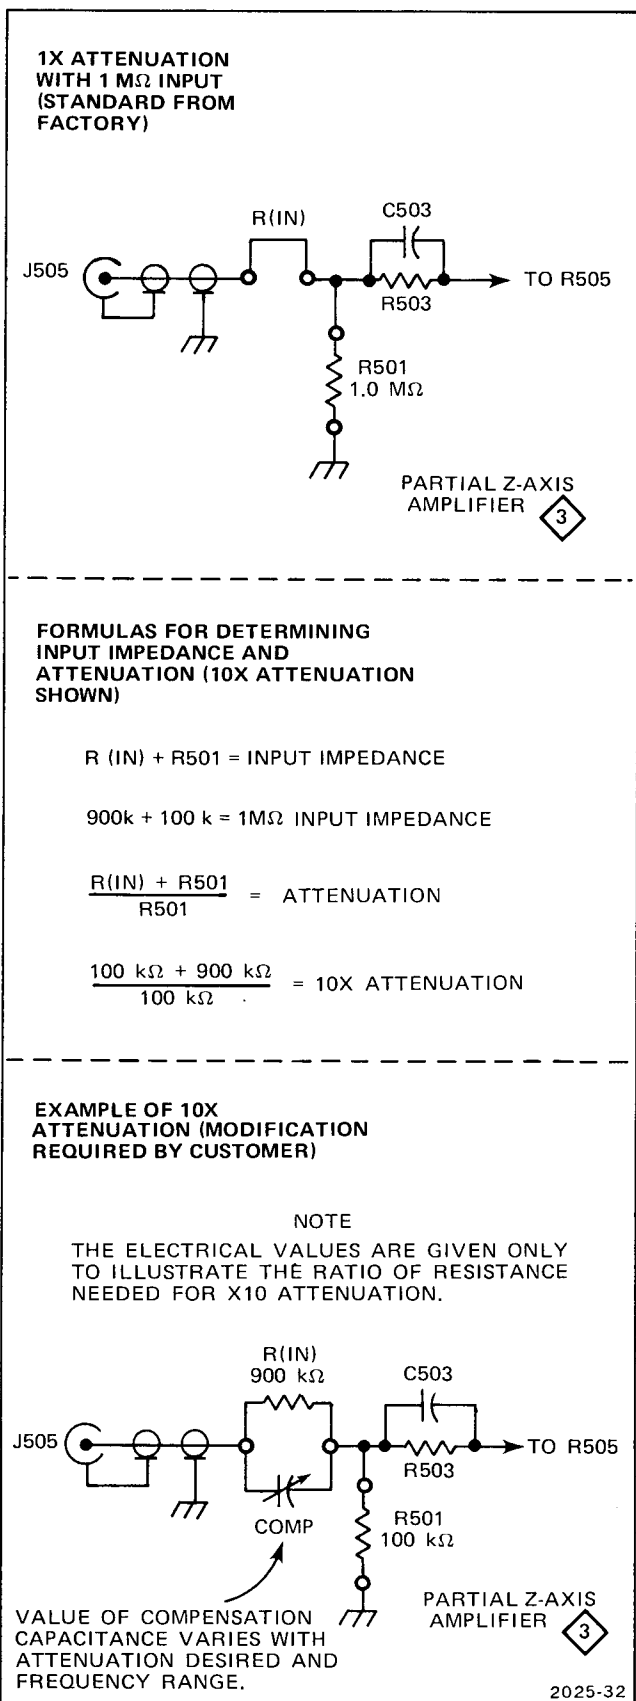 1X ATTENUATION
WITH 1 MΩ INPUT
(STANDARD FROM
FACTORY)
R(IN)
C503
J505
TO R505
R503
R501
1.0 MΩ
PARTIAL Z-AXIS
AMPLIFIER 3
FORMULAS FOR DETERMINING
INPUT IMPEDANCE AND
ATTENUATION (10X ATTENUATION
SHOWN)
R (IN) + R501 = INPUT IMPEDANCE
900k + 100 k = 1MΩ INPUT IMPEDANCE
R(IN) + R501
R501
= ATTENUATION
100 kΩ + 900 kΩ
100 kΩ
= 10X ATTENUATION
EXAMPLE OF 10X
ATTENUATION (MODIFICATION
REQUIRED BY CUSTOMER)
NOTE
THE ELECTRICAL VALUES ARE GIVEN ONLY
TO ILLUSTRATE THE RATIO OF RESISTANCE
NEEDED FOR X10 ATTENUATION.
R(IN)
900 kΩ
C503
J505
TO R505
R503
COMP
R501
100 kΩ
VALUE OF COMPENSATION
CAPACITANCE VARIES WITH
ATTENUATION DESIRED AND
FREQUENCY RANGE.
PARTIAL Z-AXIS
AMPLIFIER 3
2025-32